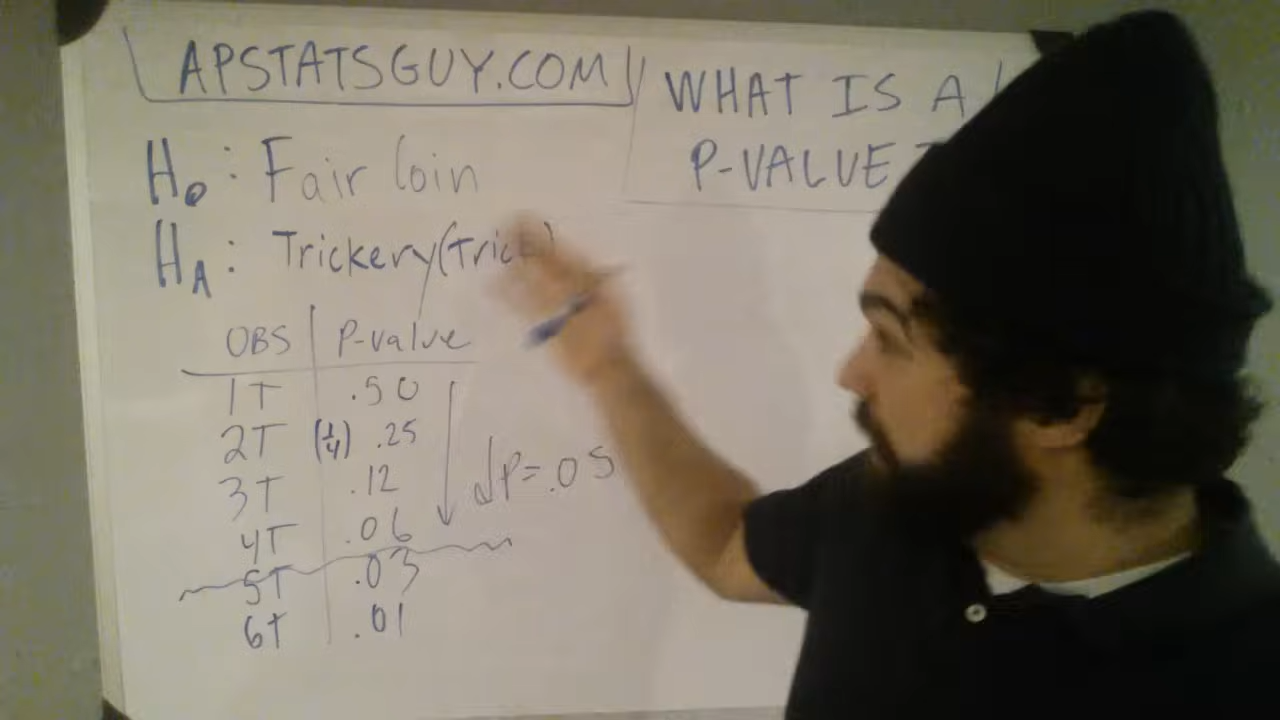 APSTATSGUY.COM
WHAT IS A
P-VALUE
H0: Fair Coin
HA: Trickery(Trick)
OBS P-value
1T .50
2T (1/4) .25
3T .12
4T .06
5T .03
6T .01
p=.05